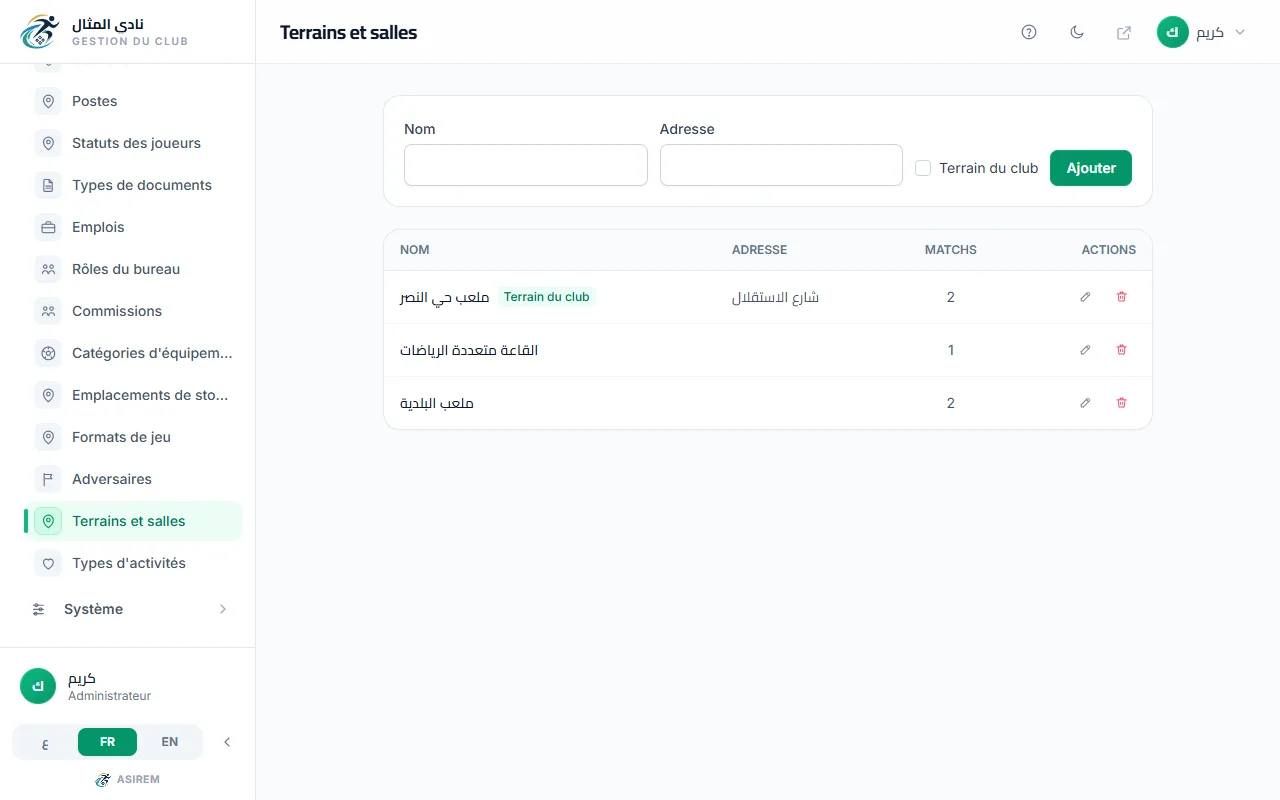 نادي المثال
GESTION DU CLUB
Postes
Statuts des joueurs
Types de documents
Emplois
Rôles du bureau
Commissions
Catégories d'équipem...
Emplacements de sto...
Formats de jeu
Adversaires
Terrains et salles
Types d'activités
Système
ك
كريم
Administrateur
ع
FR
EN
ASIREM
Terrains et salles
ك
كريم
Nom
Adresse
Terrain du club
Ajouter
NOM
ADRESSE
MATCHS
ACTIONS
ملعب حي النصر
Terrain du club
شارع الاستقلال
2
القاعة متعددة الرياضات
1
ملعب البلدية
2